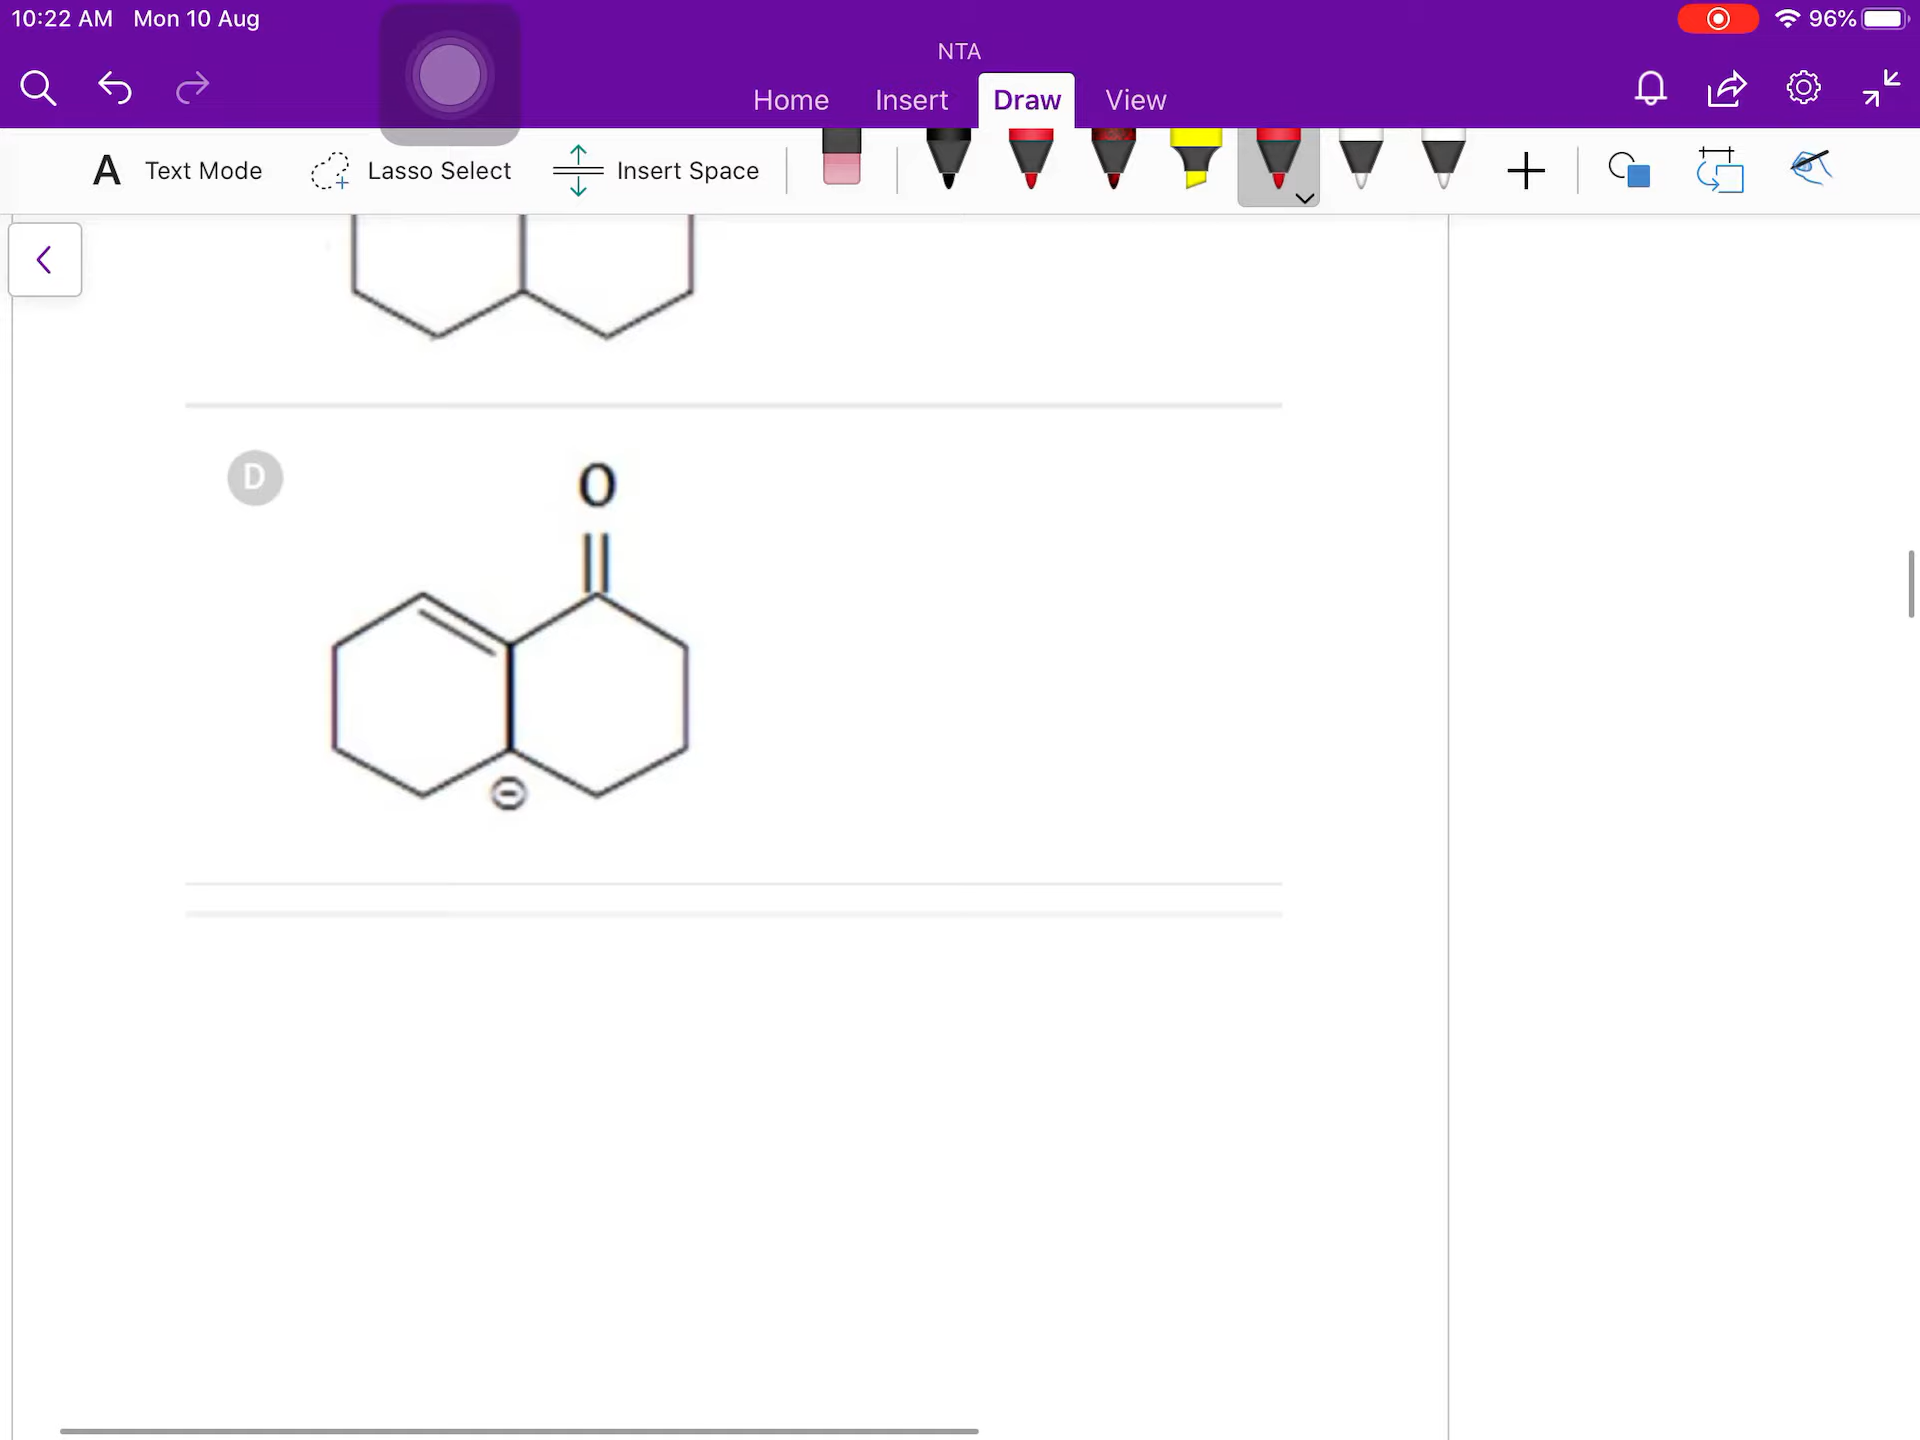 10:22 AM Mon 10 Aug
96%
NTA
Home Insert Draw View
A Text Mode Lasso Select Insert Space
D
O